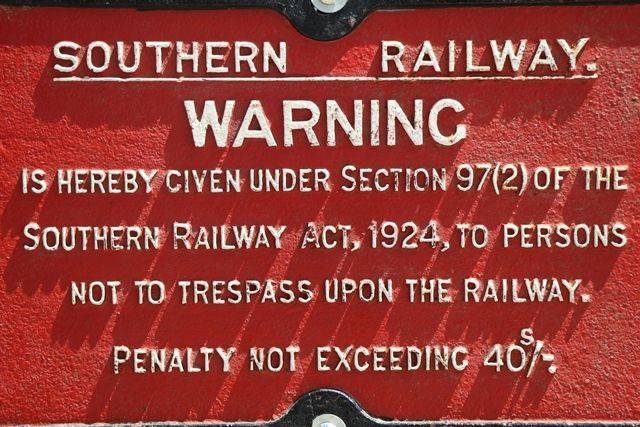 SOUTHERN RAILWAY.
WARNING
IS HEREBY GIVEN UNDER SECTION 97(2) OF THE
SOUTHERN RAILWAY ACT, 1924, TO PERSONS
NOT TO TRESPASS UPON THE RAILWAY.
PENALTY NOT EXCEEDING 40S/-.